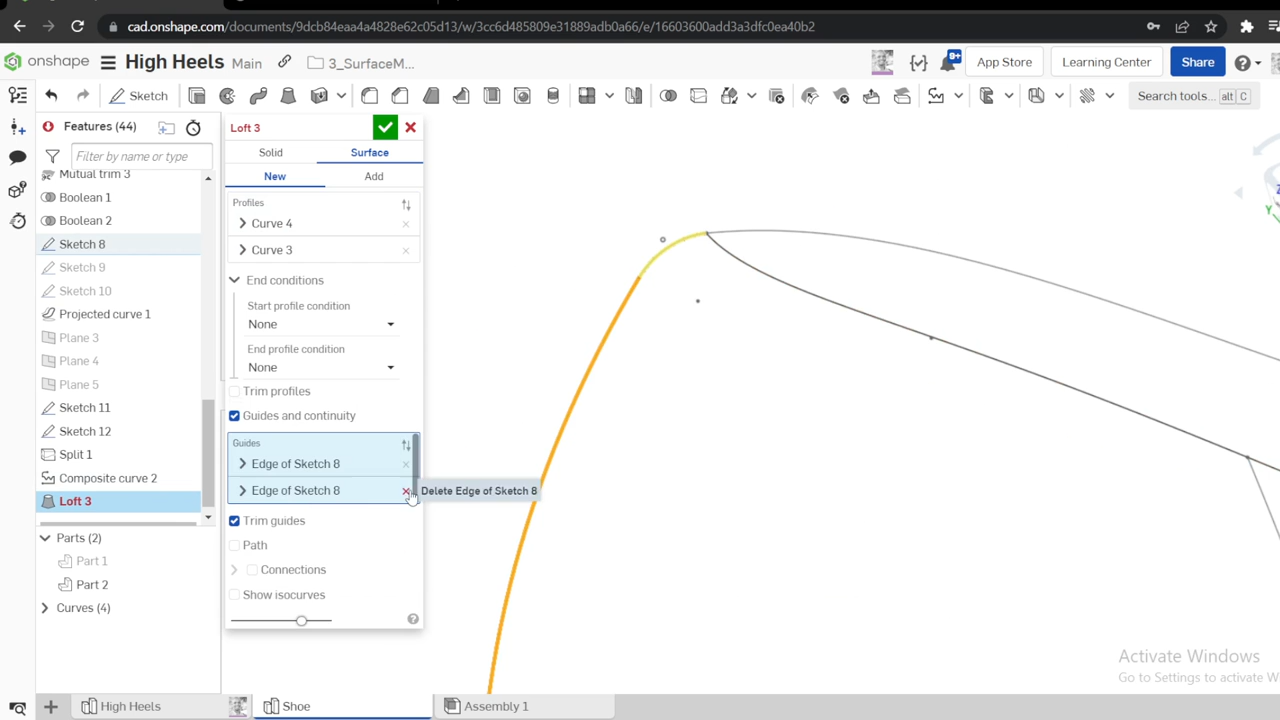 cad.onshape.com/documents/9dcb84eaa4a4828e62c05d13/w/3cc6d485809e31889adb0a66/e/16603600add3a3dfc0ea40b2
onshape High Heels Main 3_SurfaceM... App Store Learning Center Share
Sketch Search tools... alt C
Features (44)
Filter by name or type
Mutual trim 3
Boolean 1
Boolean 2
Sketch 8
Sketch 9
Sketch 10
Projected curve 1
Plane 3
Plane 4
Plane 5
Sketch 11
Sketch 12
Split 1
Composite curve 2
Loft 3
Parts (2)
Part 1
Part 2
Curves (4)
Loft 3
Solid Surface
New Add
Profiles
Curve 4
Curve 3
End conditions
Start profile condition
None
End profile condition
None
Trim profiles
Guides and continuity
Guides
Edge of Sketch 8
Edge of Sketch 8
Delete Edge of Sketch 8
Trim guides
Path
Connections
Show isocurves
Z
Y
Activate Windows
Go to Settings to activate W
High Heels Shoe Assembly 1